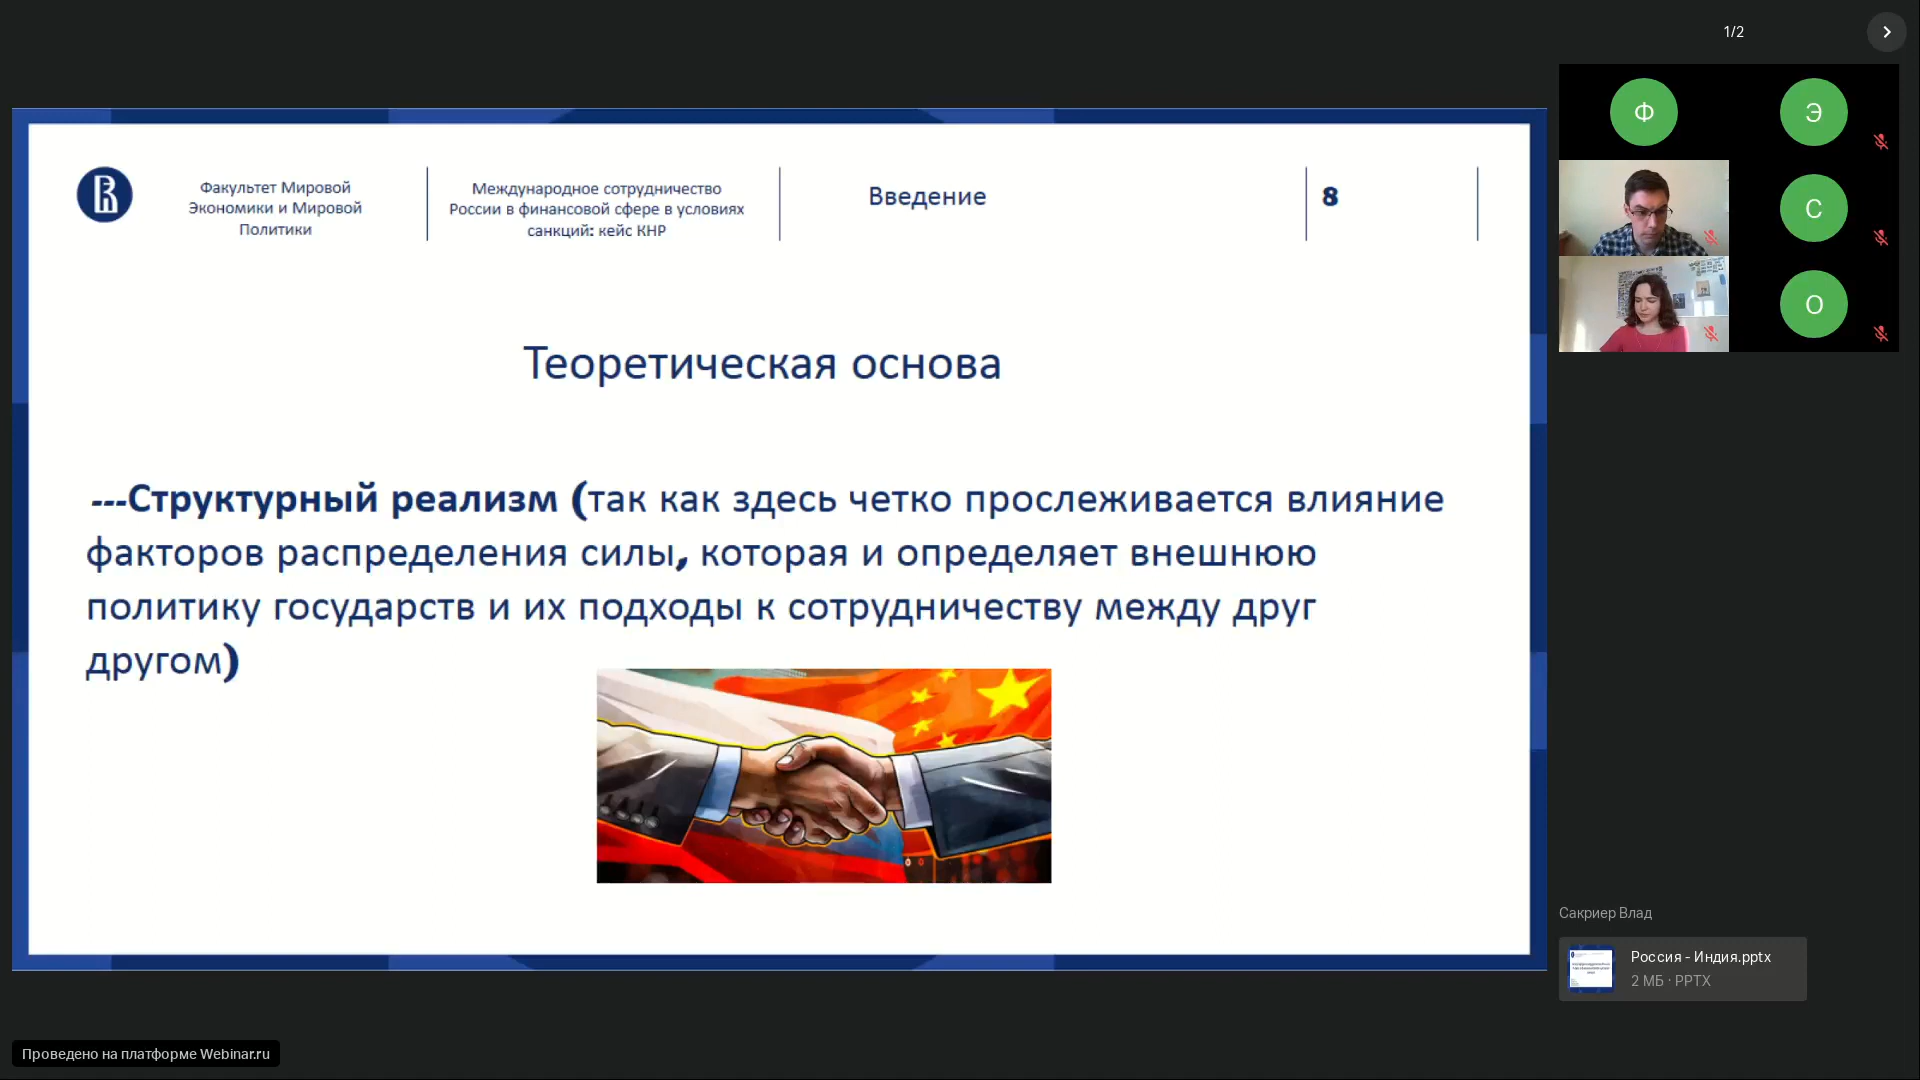 1/2
Ф
Э
С
О
Факультет Мировой
Экономики и Мировой
Политики
Международное сотрудничество
России в финансовой сфере в условиях
санкций: кейс КНР
Введение
8
Теоретическая основа
---Структурный реализм (так как здесь четко прослеживается влияние
факторов распределения силы, которая и определяет внешнюю
политику государств и их подходы к сотрудничеству между друг
другом)
Сакриер Влад
Россия - Индия.pptx
2 МБ · PPTX
Проведено на платформе Webinar.ru